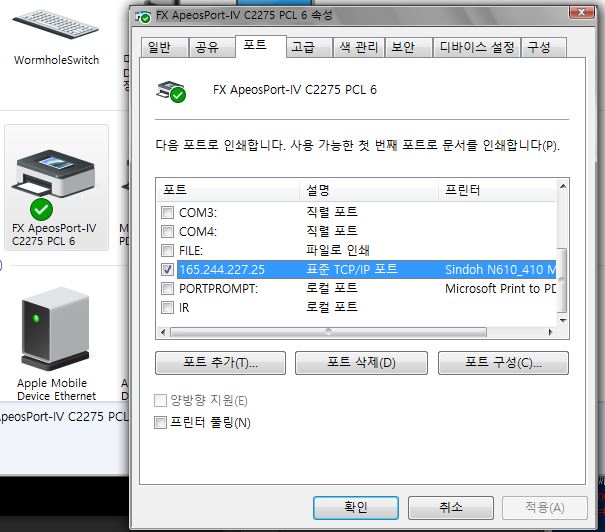 WormholeSwitch
FX ApeosPort-IV
C2275 PCL 6
Apple Mobile
Device Ethernet
ApeosPort-IV C2275 PCL 6
FX ApeosPort-IV C2275 PCL 6 속성
일반 공유 포트 고급 색 관리 보안 디바이스 설정 구성
FX ApeosPort-IV C2275 PCL 6
다음 포트로 인쇄합니다. 사용 가능한 첫 번째 포트로 문서를 인쇄합니다(P).
포트 설명 프린터
COM3: 직렬 포트
COM4: 직렬 포트
FILE: 파일로 인쇄
165.244.227.25 표준 TCP/IP 포트 Sindoh N610_410 M
PORTPROMPT: 로컬 포트 Microsoft Print to PD
IR 로컬 포트
포트 추가(T)... 포트 삭제(D) 포트 구성(C)...
양방향 지원(E)
프린터 풀링(N)
확인 취소 적용(A)